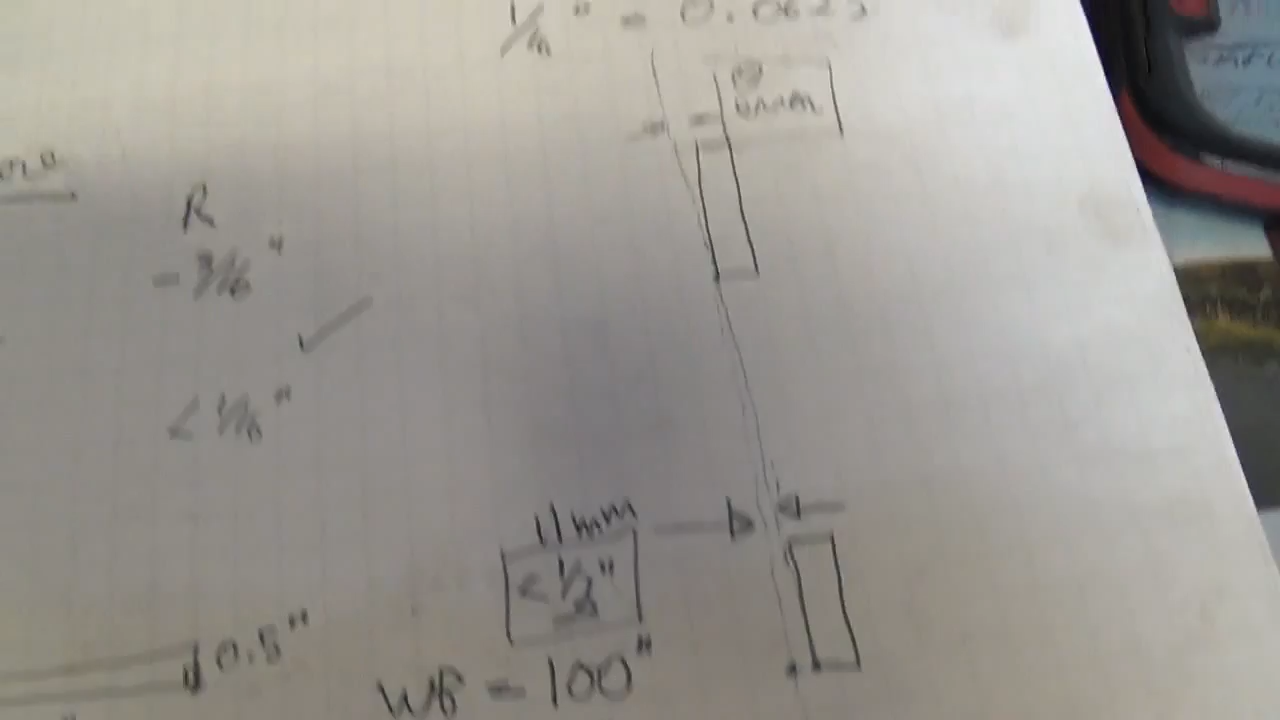 1/16 " = 0.0625
6mm
R
- 3/16 "
< 1/16 "
11mm
< 1/2 "
0.5"
WB = 100"